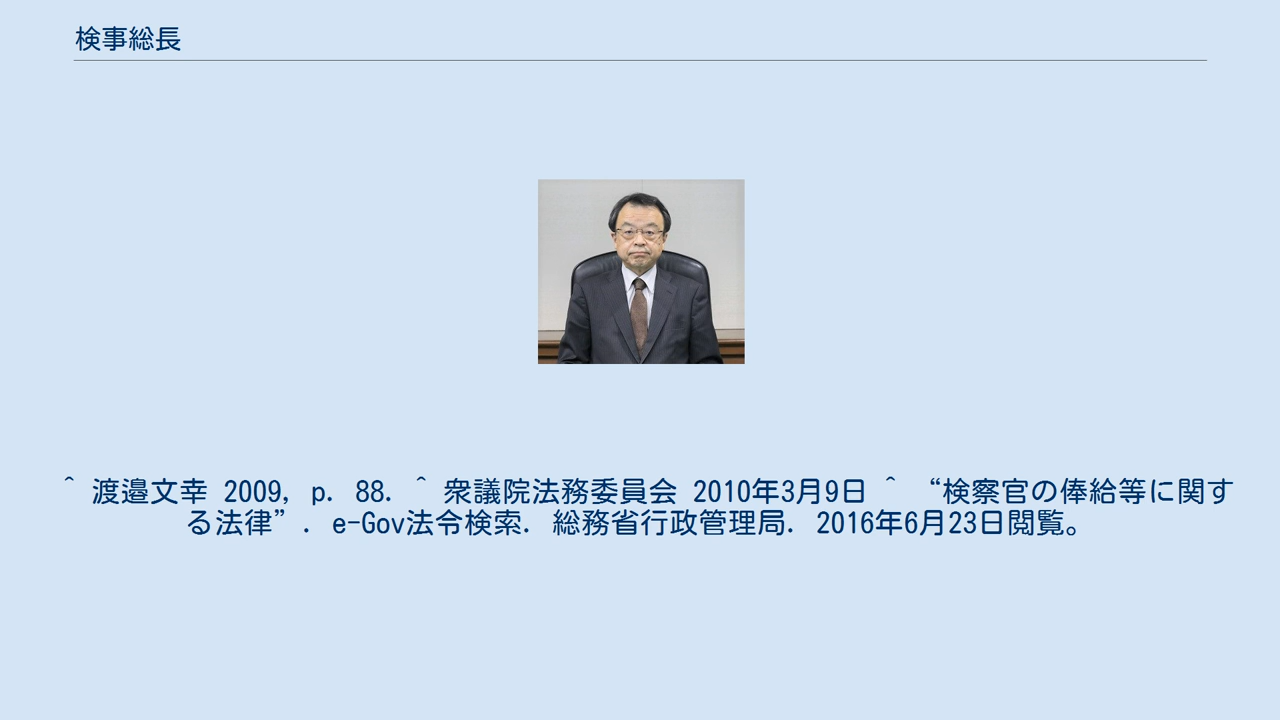 検事総長
^ 渡邉文幸 2009, p. 88. ^ 衆議院法務委員会 2010年3月9日 ^ “検察官の俸給等に関す
る法律”. e-Gov法令検索. 総務省行政管理局. 2016年6月23日閲覧。